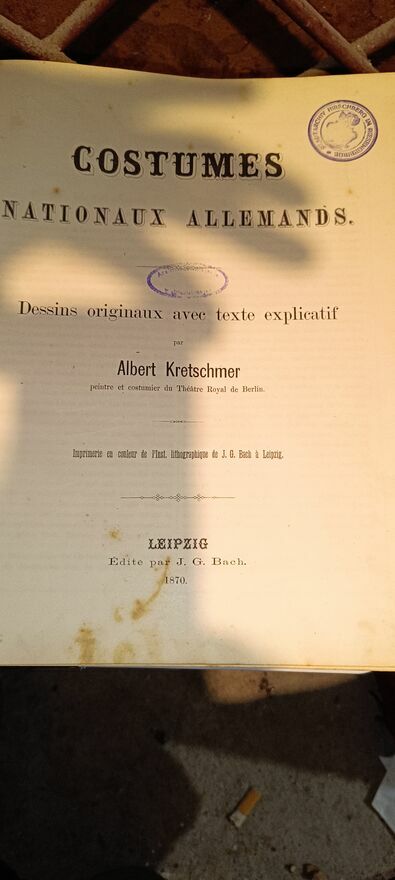 COSTUMES
NATIONAUX ALLEMANDS.
Dessins originaux avec texte explicatif
par
Albert Kretschmer
peintre et costumier du Théâtre Royal de Berlin.
Imprimerie en couleur de l'Inst. lithographique de J. G. Bach à Leipzig.
LEIPZIG
Édité par J. G. Bach.
1870.